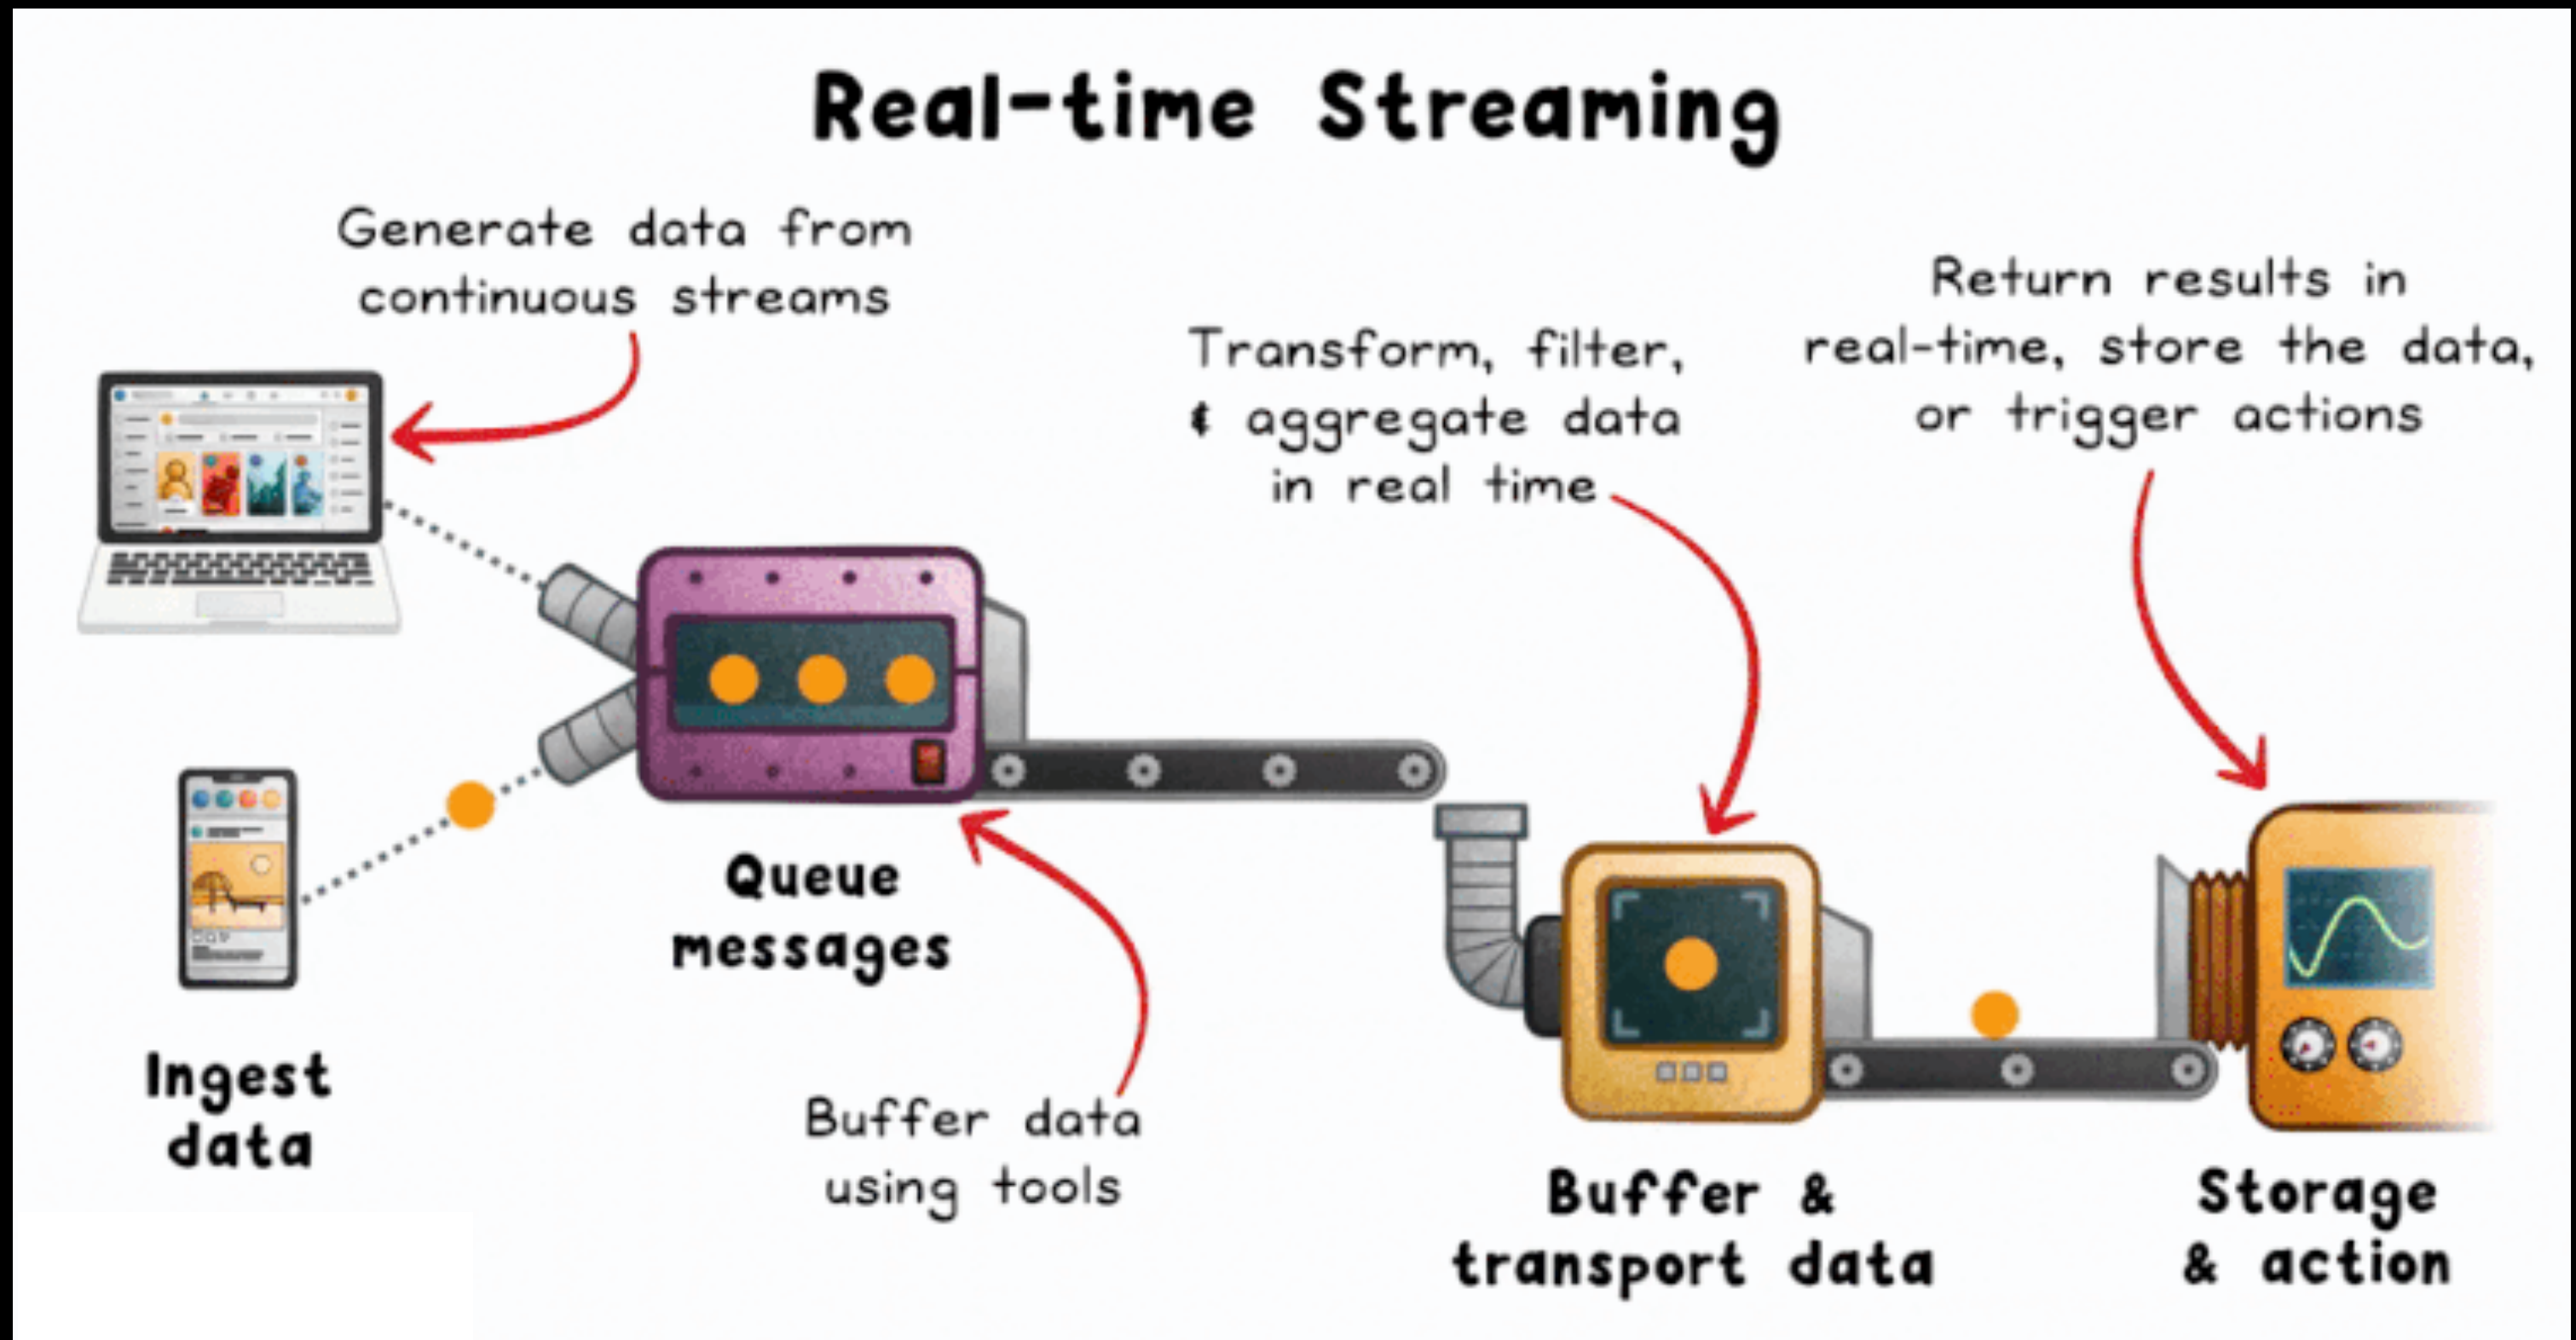 Real-time Streaming
Generate data from
continuous streams
Transform, filter,
& aggregate data
in real time
Return results in
real-time, store the data,
or trigger actions
Queue
messages
Ingest
data
Buffer data
using tools
Buffer &
transport data
Storage
& action